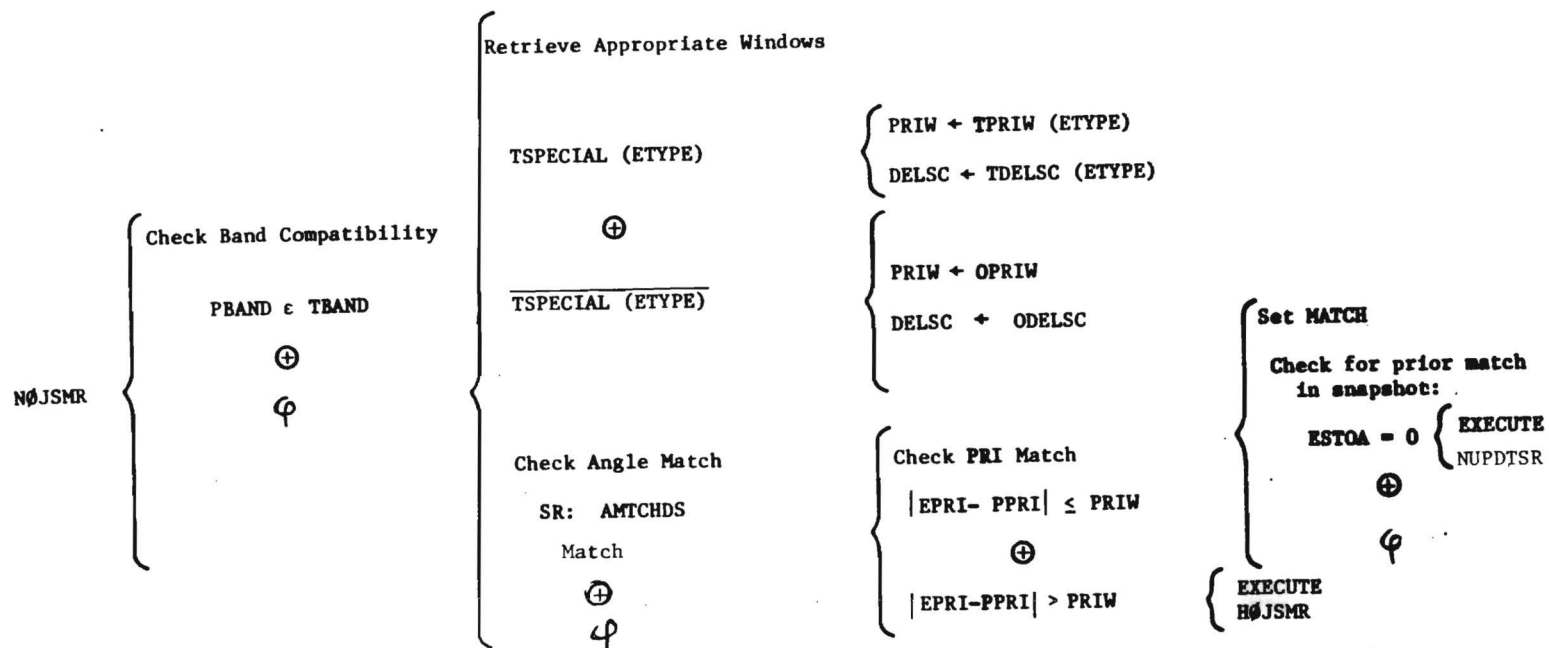 Retrieve Appropriate Windows
PRIW ← TPRIW (ETYPE)
TSPECIAL (ETYPE)
DELSC ← TDELSC (ETYPE)
Check Band Compatibility
⊕
PRIW ← OPRIW
PBAND ε TBAND
TSPECIAL (ETYPE)
DELSC ← ODELSC
Set MATCH
⊕
Check for prior match
in snapshot:
NØJSMR
φ
ESTOA = 0
EXECUTE
NUPDTSR
Check Angle Match
Check PRI Match
⊕
SR: AMTCHDS
|EPRI- PPRI| ≤ PRIW
φ
Match
⊕
⊕
|EPRI-PPRI| > PRIW
EXECUTE
HØJSMR
φ